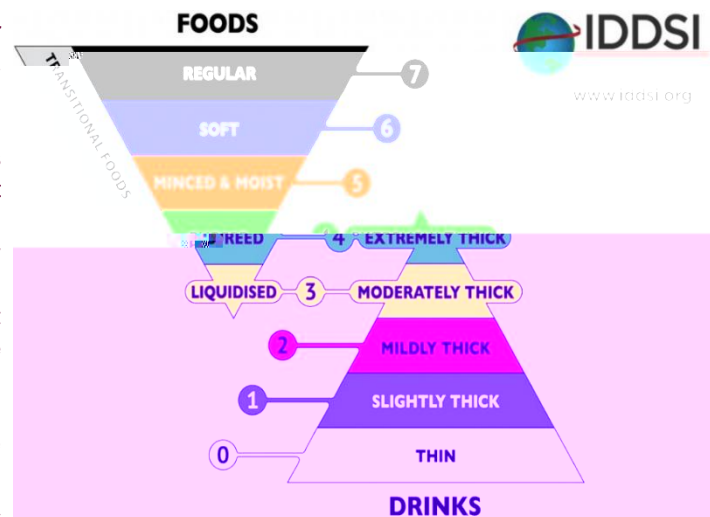 FOODS
IDDSI
TRANSITIONAL FOODS
REGULAR 7
www.iddsi.org
SOFT 6
MINCED & MOIST 5
4 EXTREMELY THICK
LIQUIDISED 3 MODERATELY THICK
2 MILDLY THICK
1 SLIGHTLY THICK
0 THIN
DRINKS